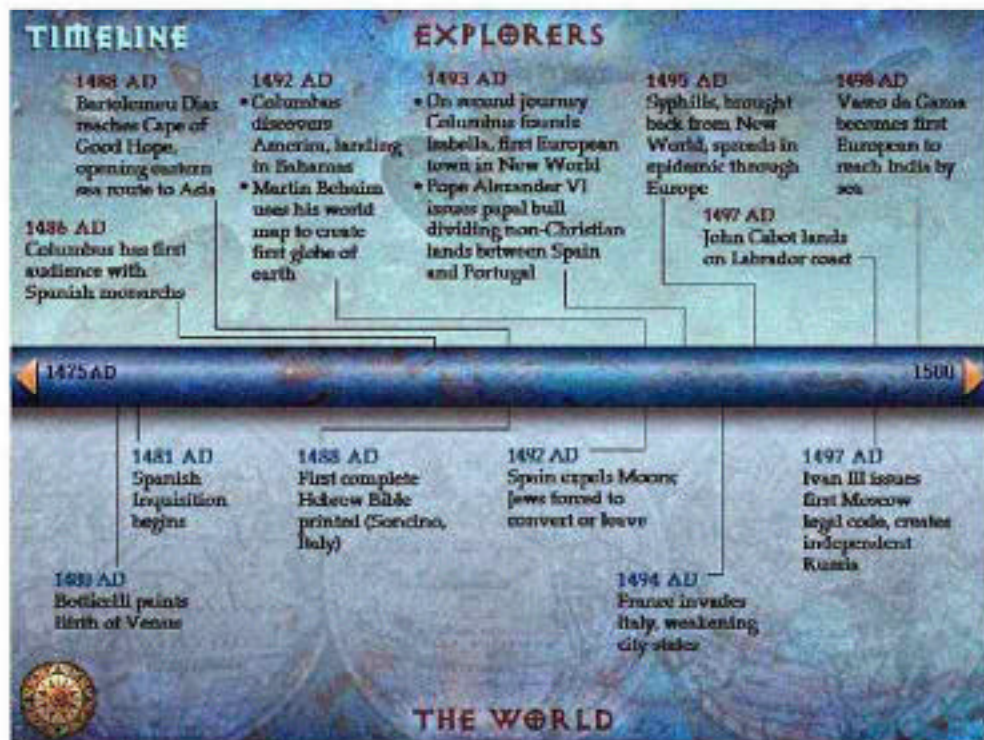 TIMELINE
EXPLORERS
1488 AD
Bartolomeu Dias
reaches Cape of
Good Hope,
opening eastern
sea route to Asia
1492 AD
• Columbus
discovers
America, landing
in Bahamas
• Martin Behaim
uses his world
map to create
first globe of
earth
1493 AD
• On second journey
Columbus founds
Isabella, first European
town in New World
• Pope Alexander VI
issues papal bull
dividing non-Christian
lands between Spain
and Portugal
1495 AD
Syphilis, brought
back from New
World, spreads in
epidemic through
Europe
1498 AD
Vasco da Gama
becomes first
European to
reach India by
sea
1486 AD
Columbus has first
audience with
Spanish monarchs
1497 AD
John Cabot lands
on Labrador coast
1475 AD
1500
1481 AD
Spanish
Inquisition
begins
1488 AD
First complete
Hebrew Bible
printed (Soncino,
Italy)
1492 AD
Spain expels Moors;
Jews forced to
convert or leave
1497 AD
Ivan III issues
first Moscow
legal code, creates
independent
Russia
AD
Botticelli paints
Birth of Venus
1494 AD
France invades
Italy, weakening
city states
THE WORLD